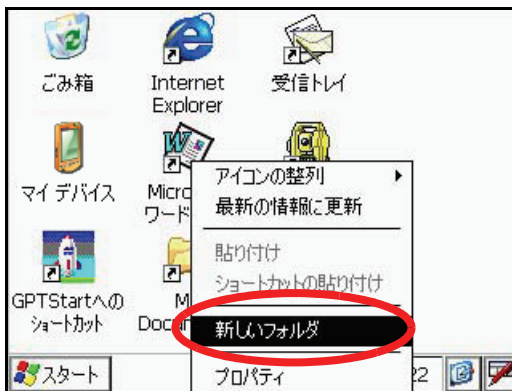 ごみ箱
Internet
Explorer
受信トレイ
マイ デバイス
ワード
GPTStartへの
ショートカット
アイコンの整列
最新の情報に更新
貼り付け
ショートカットの貼り付け
新しいフォルダ
プロパティ
スタート
22